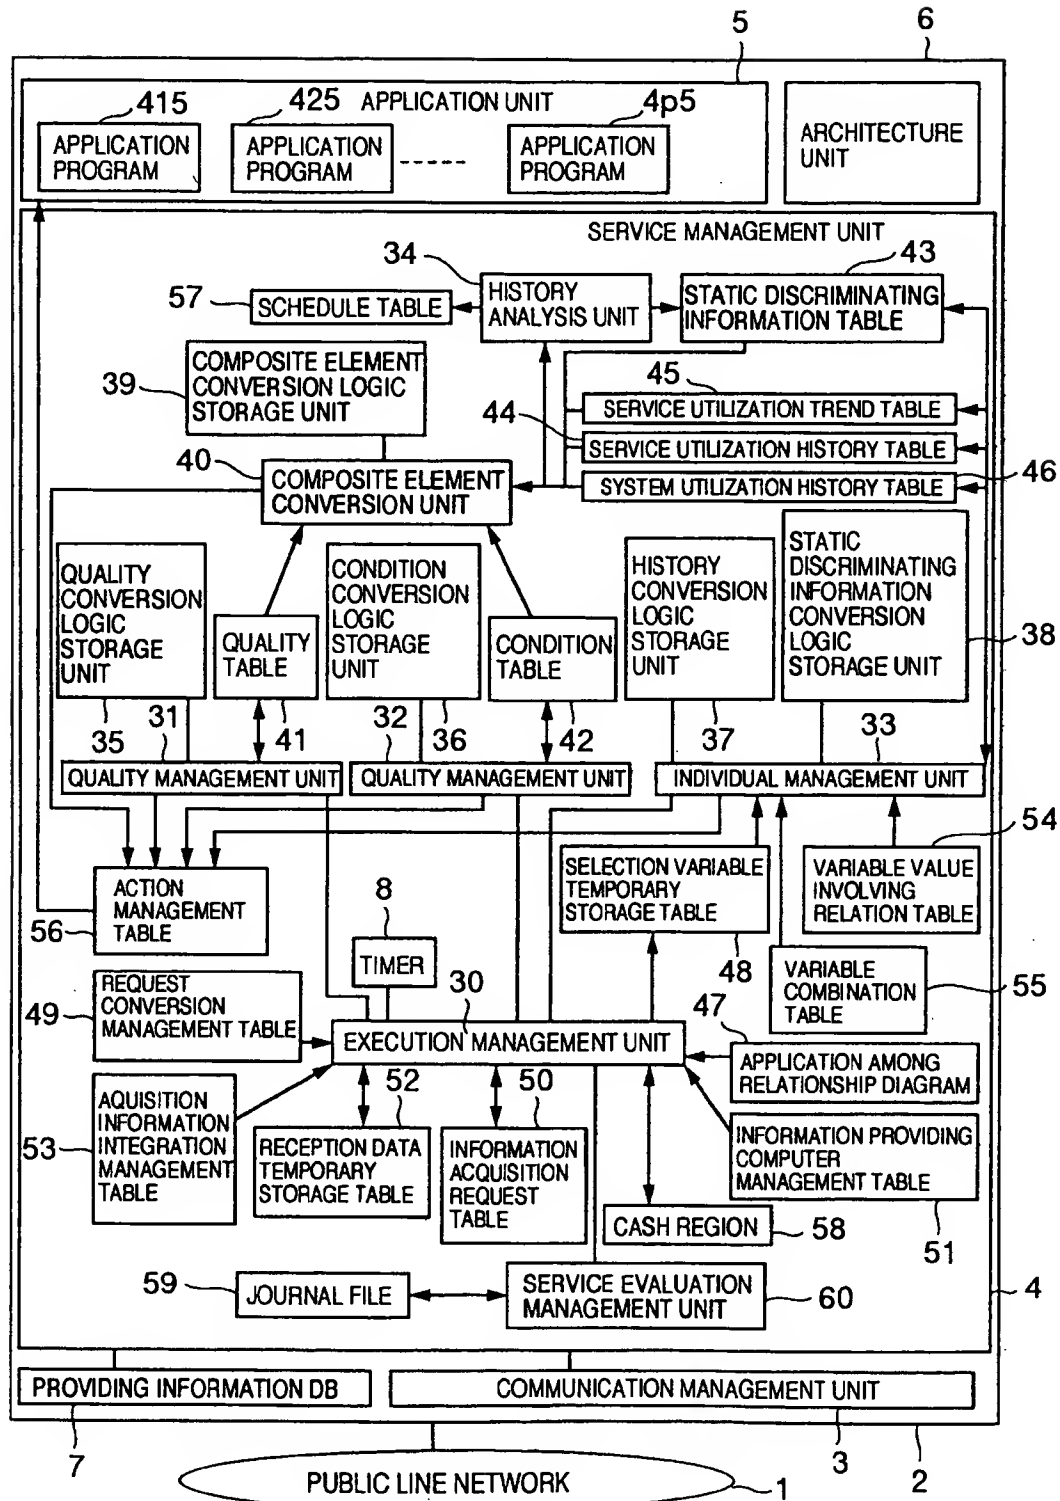 6
5
APPLICATION UNIT
415
425
4p5
APPLICATION
PROGRAM
APPLICATION
PROGRAM
APPLICATION
PROGRAM
ARCHITECTURE
UNIT
SERVICE MANAGEMENT UNIT
34
43
57
SCHEDULE TABLE
HISTORY
ANALYSIS UNIT
STATIC DISCRIMINATING
INFORMATION TABLE
39
COMPOSITE ELEMENT
CONVERSION LOGIC
STORAGE UNIT
45
SERVICE UTILIZATION TREND TABLE
44
SERVICE UTILIZATION HISTORY TABLE
46
SYSTEM UTILIZATION HISTORY TABLE
40
COMPOSITE ELEMENT
CONVERSION UNIT
QUALITY
CONVERSION
LOGIC
STORAGE
UNIT
QUALITY
TABLE
CONDITION
CONVERSION
LOGIC
STORAGE
UNIT
CONDITION
TABLE
HISTORY
CONVERSION
LOGIC
STORAGE
UNIT
STATIC
DISCRIMINATING
INFORMATION
CONVERSION
LOGIC
STORAGE UNIT
38
35
31
41
32
36
42
37
33
QUALITY MANAGEMENT UNIT
QUALITY MANAGEMENT UNIT
INDIVIDUAL MANAGEMENT UNIT
54
ACTION
MANAGEMENT
TABLE
56
8
TIMER
SELECTION VARIABLE
TEMPORARY
STORAGE TABLE
48
VARIABLE VALUE
INVOLVING
RELATION TABLE
VARIABLE
COMBINATION
TABLE
55
49
REQUEST
CONVERSION
MANAGEMENT TABLE
30
EXECUTION MANAGEMENT UNIT
47
APPLICATION AMONG
RELATIONSHIP DIAGRAM
53
AQUISITION
INFORMATION
INTEGRATION
MANAGEMENT
TABLE
52
RECEPTION DATA
TEMPORARY
STORAGE TABLE
50
INFORMATION
ACQUISITION
REQUEST
TABLE
INFORMATION PROVIDING
COMPUTER
MANAGEMENT TABLE
51
CASH REGION
58
59
JOURNAL FILE
SERVICE EVALUATION
MANAGEMENT UNIT
60
4
PROVIDING INFORMATION DB
COMMUNICATION MANAGEMENT UNIT
7
3
2
PUBLIC LINE NETWORK
1